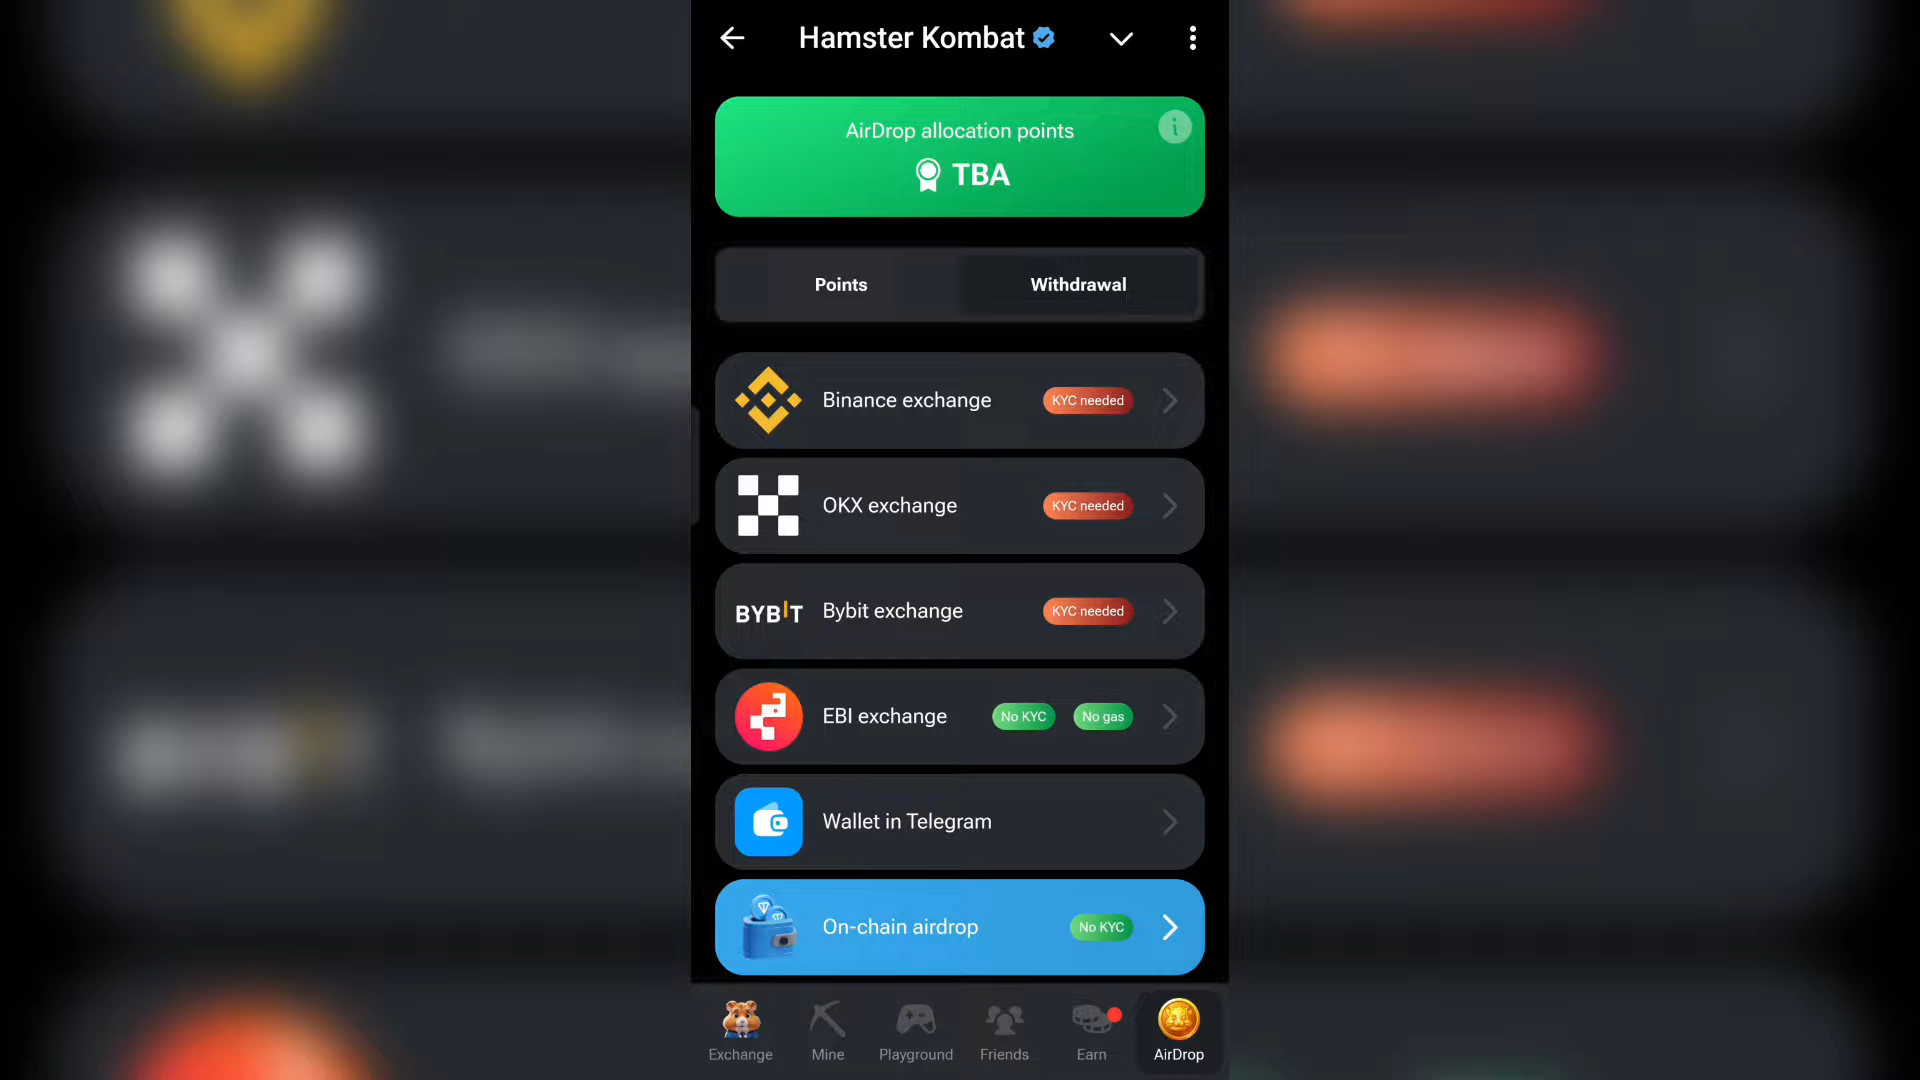 Hamster Kombat
AirDrop allocation points
TBA
Points
Withdrawal
Binance exchange
KYC needed
OKX exchange
KYC needed
BYBIT
Bybit exchange
KYC needed
EBI exchange
No KYC
No gas
Wallet in Telegram
On-chain airdrop
No KYC
Exchange
Mine
Playground
Friends
Earn
AirDrop